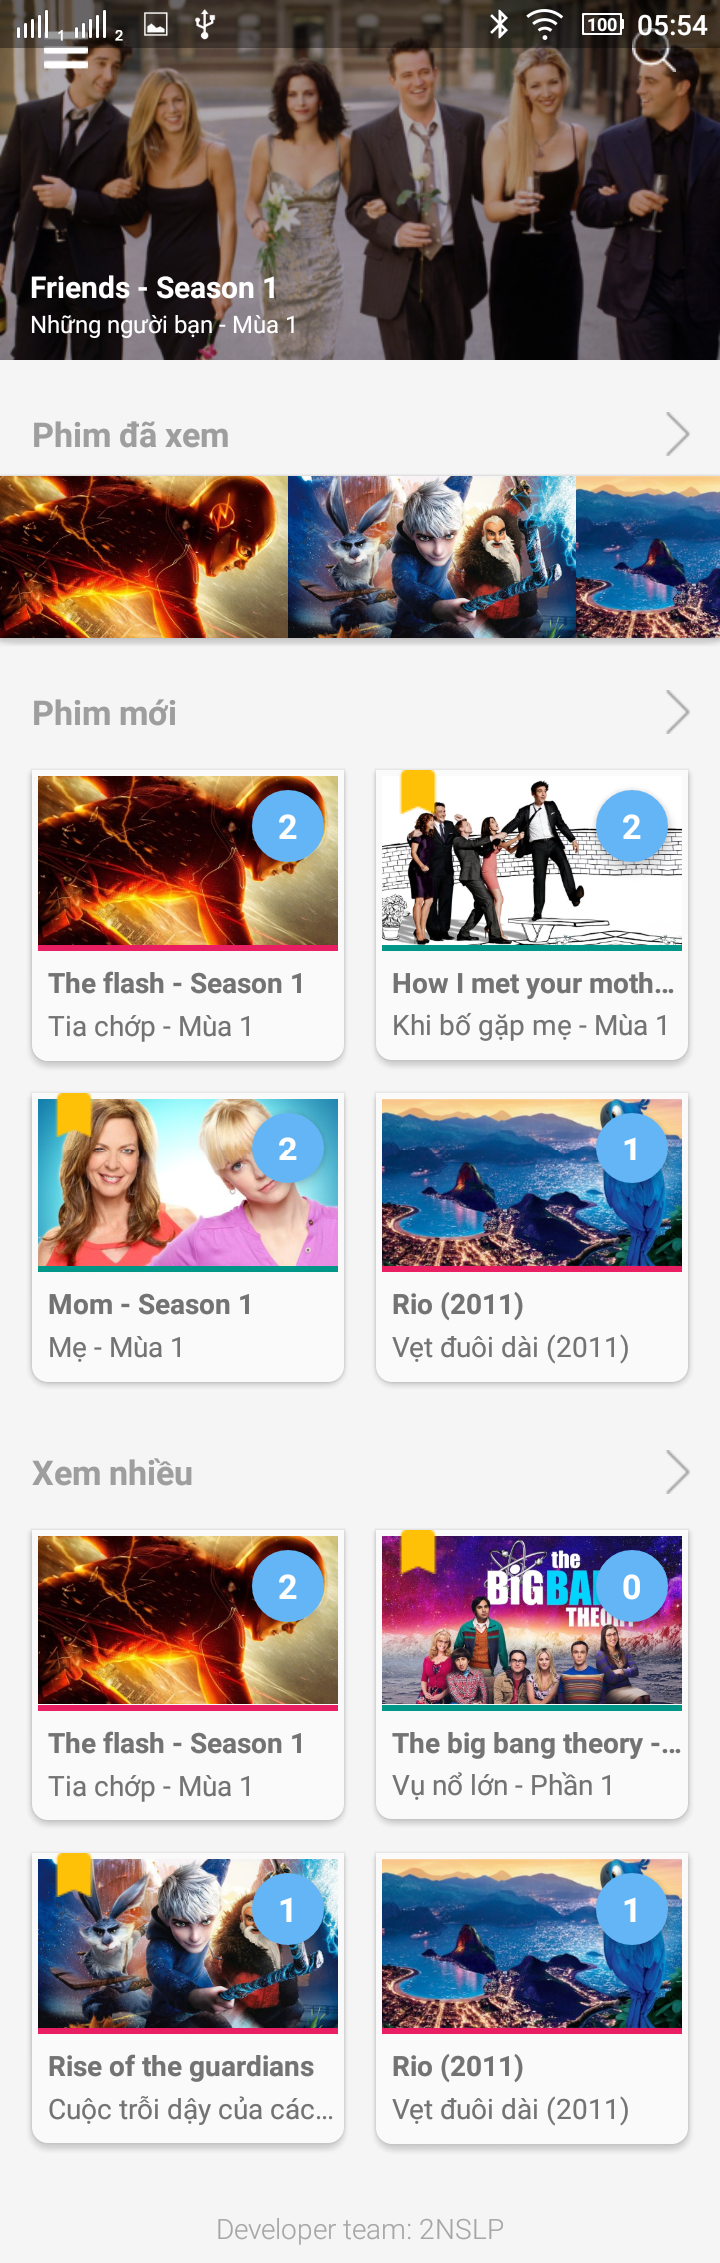 1 2 100 05:54
Friends - Season 1
Những người bạn - Mùa 1
Phim đã xem
Phim mới
2
2
The flash - Season 1
How I met your moth...
Tia chớp - Mùa 1
Khi bố gặp mẹ - Mùa 1
2
1
Mom - Season 1
Rio (2011)
Mẹ - Mùa 1
Vẹt đuôi dài (2011)
Xem nhiều
2
the
BIGBA
0
THEO
The flash - Season 1
The big bang theory -...
Tia chớp - Mùa 1
Vụ nổ lớn - Phần 1
1
1
Rise of the guardians
Rio (2011)
Cuộc trỗi dậy của các...
Vẹt đuôi dài (2011)
Developer team: 2NSLP